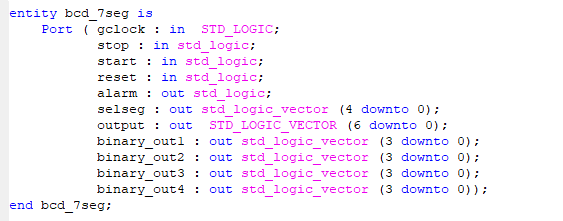 entity bcd_7seg is
Port ( gclock : in STD_LOGIC;
stop : in std_logic;
start : in std_logic;
reset : in std_logic;
alarm : out std_logic;
selseg : out std_logic_vector (4 downto 0);
output : out STD_LOGIC_VECTOR (6 downto 0);
binary_out1 : out std_logic_vector (3 downto 0);
binary_out2 : out std_logic_vector (3 downto 0);
binary_out3 : out std_logic_vector (3 downto 0);
binary_out4 : out std_logic_vector (3 downto 0));
end bcd_7seg;